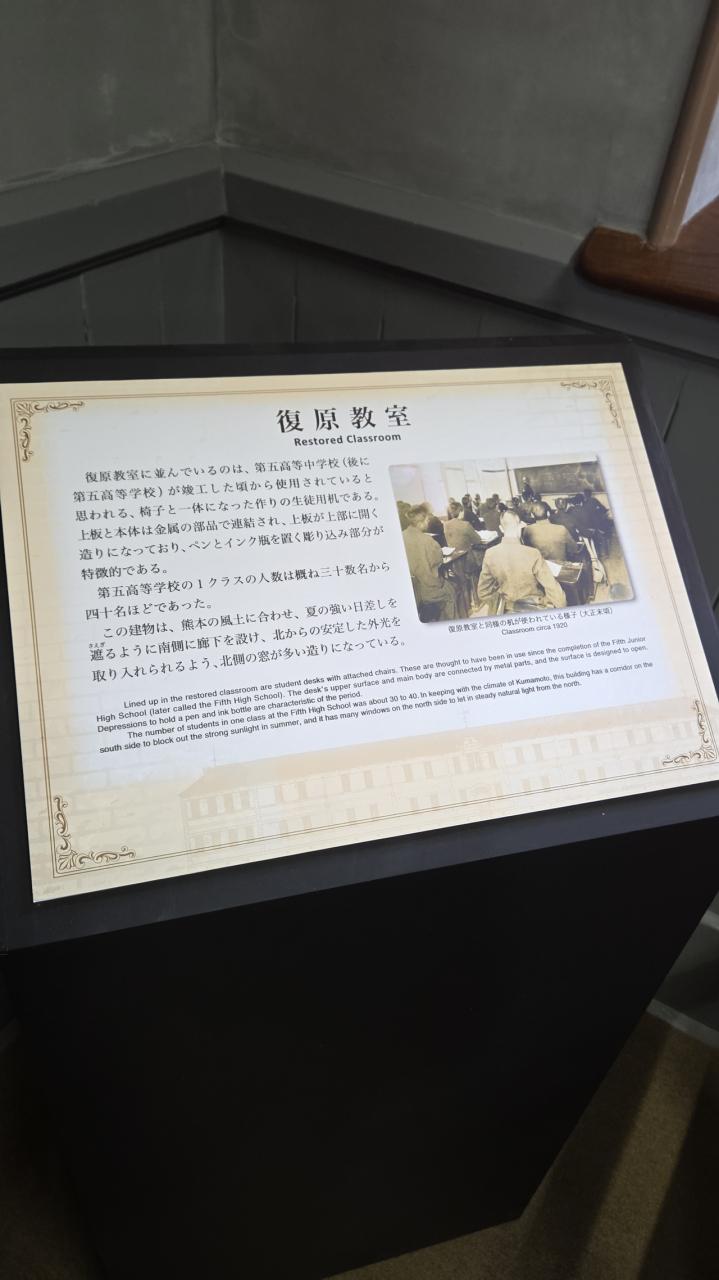 復原教室
Restored Classroom
復原教室に並んでいるのは、第五高等中学校（後に
第五高等学校）が竣工した頃から使用されていると
思われる、椅子と一体になった作りの生徒用机である。
上板と本体は金属の部品で連結され、上板が上部に開く
造りになっており、ペンとインク瓶を置く彫り込み部分が
特徴的である。
第五高等学校の１クラスの人数は概ね三十数名から
四十名ほどであった。
この建物は、熊本の風土に合わせ、夏の強い日差しを
さえぎ
遮るように南側に廊下を設け、北からの安定した外光を
取り入れられるよう、北側の窓が多い造りになっている。
復原教室と同様の机が使われている様子（大正末頃）
Classroom circa 1920
Lined up in the restored classroom are student desks with attached chairs. These are thought to have been in use since the completion of the Fifth Junior
High School (later called the Fifth High School). The desk's upper surface and main body are connected by metal parts, and the surface is designed to open.
Depressions to hold a pen and ink bottle are characteristic of the period.
The number of students in one class at the Fifth High School was about 30 to 40. In keeping with the climate of Kumamoto, this building has a corridor on the
south side to block out the strong sunlight in summer, and it has many windows on the north side to let in steady natural light from the north.